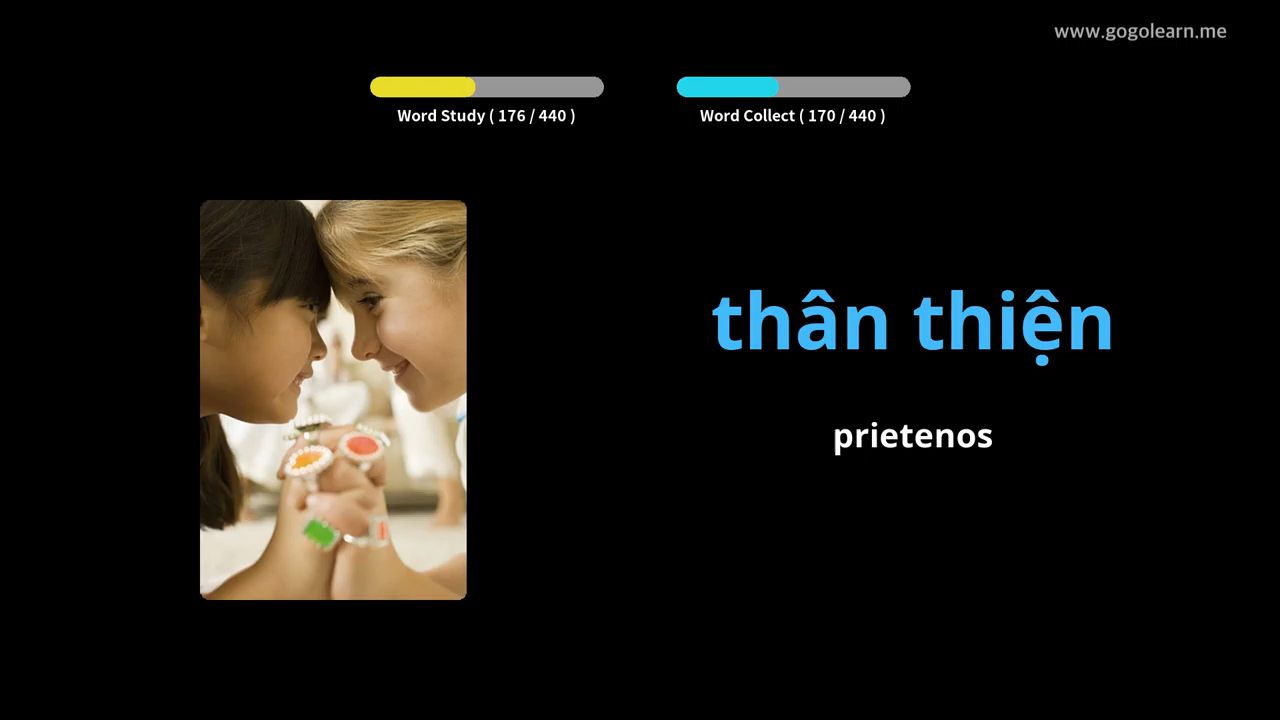 www.gogolearn.me
Word Study ( 176 / 440 )
Word Collect ( 170 / 440 )
thân thiện
prietenos